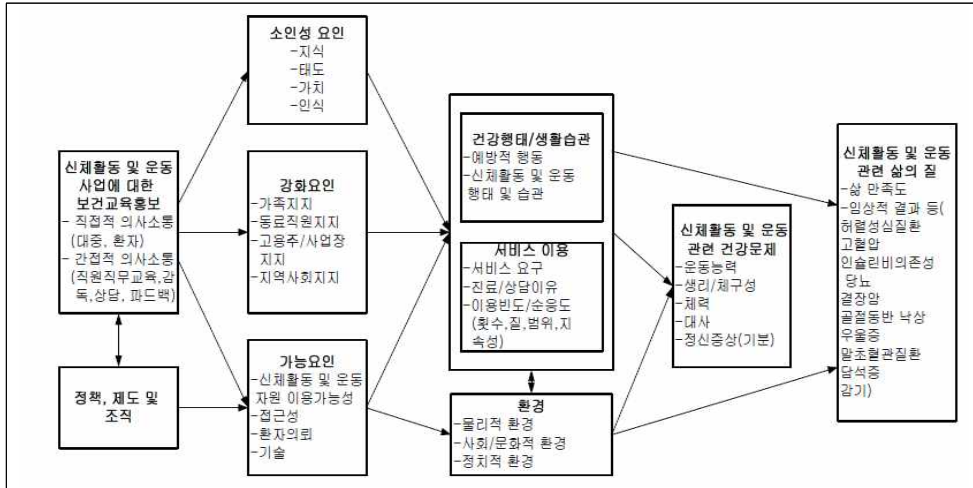 소인성 요인
-지식
-태도
-가치
-인식
신체활동 및 운동
사업에 대한
보건교육홍보
- 직접적 의사소통
(대중, 환자)
- 간접적 의사소통
(직원직무교육,감
독,상담, 파드백)
정책, 제도 및
조직
강화요인
-가족지지
-동료직원지지
-고용주/사업장
지지
-지역사회지지
가능요인
-신체활동 및 운동
자원 이용가능성
-접근성
-환자의뢰
-기술
건강행태/생활습관
-예방적 행동
-신체활동 및 운동
행태 및 습관
서비스 이용
-서비스 요구
-진료/상담이유
-이용빈도/순응도
(횟수,질,범위,지
속성)
환경
-물리적 환경
-사회/문화적 환경
-정치적 환경
신체활동 및 운동
관련 건강문제
-운동능력
-생리/체구성
-체력
-대사
-정신증상(기분)
신체활동 및 운동
관련 삶의 질
-삶 만족도
-임상적 결과 등(
허렬성심질환
고혈압
인슐린비의존성
당뇨
결장암
골절동반 낙상
우울증
말초혈관질환
담석증
감기)